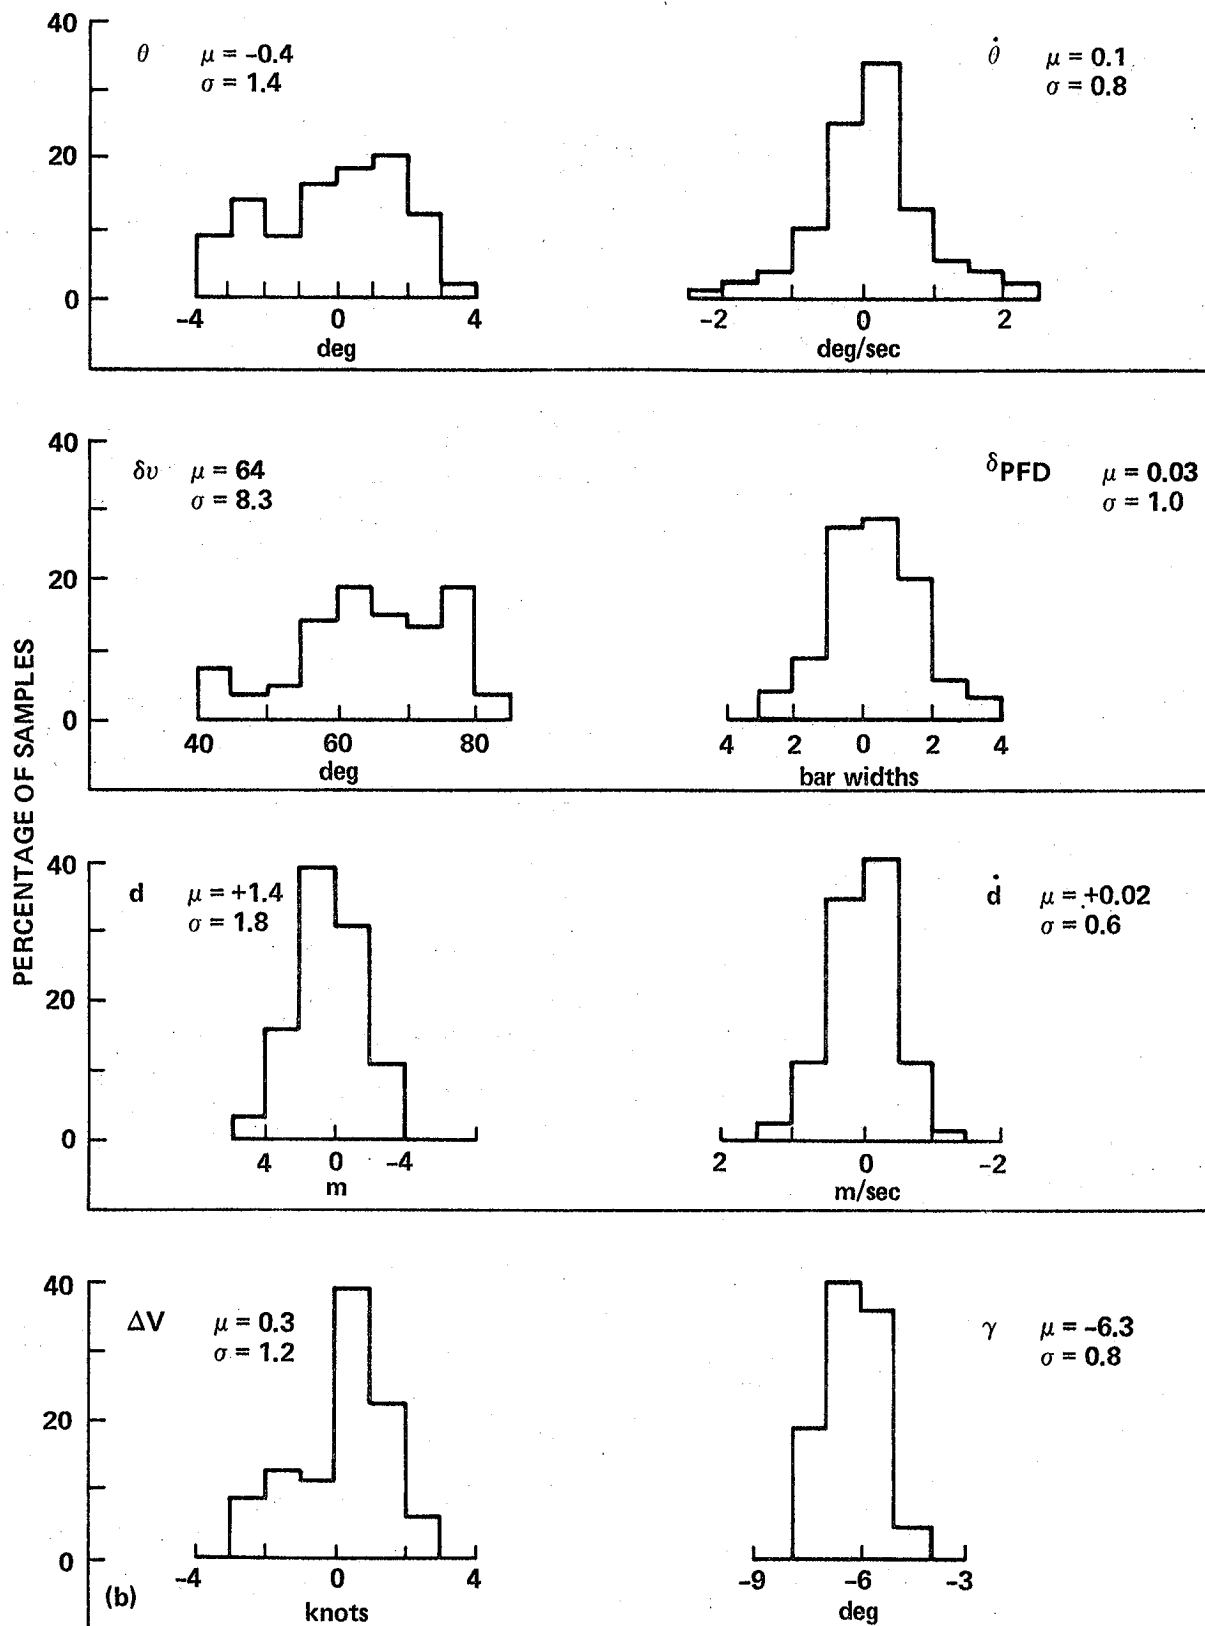 PERCENTAGE OF SAMPLES
40
20
0
θ μ = –0.4
σ = 1.4
–4 0 4
deg
θ̇ μ = 0.1
σ = 0.8
–2 0 2
deg/sec
40
20
0
δυ μ = 64
σ = 8.3
40 60 80
deg
δPFD μ = 0.03
σ = 1.0
4 2 0 2 4
bar widths
40
20
0
d μ = +1.4
σ = 1.8
4 0 –4
m
ḋ μ = +0.02
σ = 0.6
2 0 –2
m/sec
40
20
0
ΔV μ = 0.3
σ = 1.2
–4 0 4
knots
γ μ = –6.3
σ = 0.8
–9 –6 –3
deg
(b)